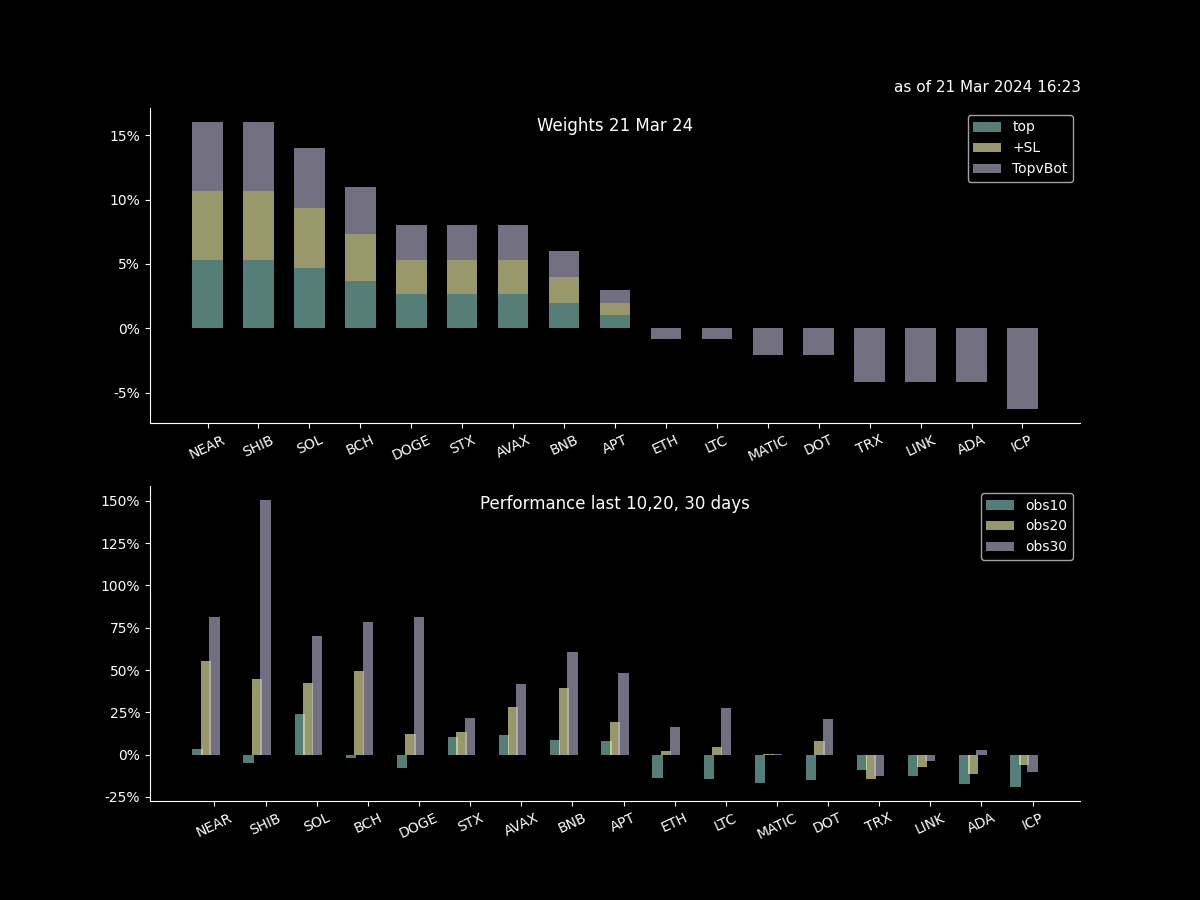 as of 21 Mar 2024 16:23
Weights 21 Mar 24
top
+SL
TopvBot
15%
10%
5%
0%
-5%
NEAR SHIB SOL BCH DOGE STX AVAX BNB APT ETH LTC MATIC DOT TRX LINK ADA ICP
Performance last 10,20, 30 days
obs10
obs20
obs30
150%
125%
100%
75%
50%
25%
0%
-25%
NEAR SHIB SOL BCH DOGE STX AVAX BNB APT ETH LTC MATIC DOT TRX LINK ADA ICP